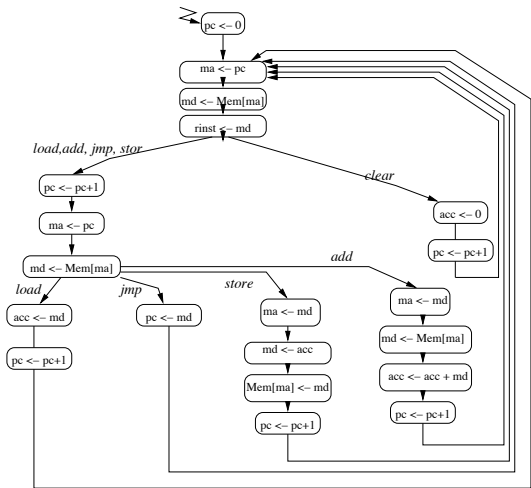 pc <- 0
ma <- pc
md <- Mem[ma]
rinst <- md
load,add, jmp, stor
clear
pc <- pc+1
acc <- 0
ma <- pc
pc <- pc+1
md <- Mem[ma]
add
load
jmp
store
acc <- md
pc <- md
ma <- md
ma <- md
pc <- pc+1
md <- acc
md <- Mem[ma]
Mem[ma] <- md
acc <- acc + md
pc <- pc+1
pc <- pc+1